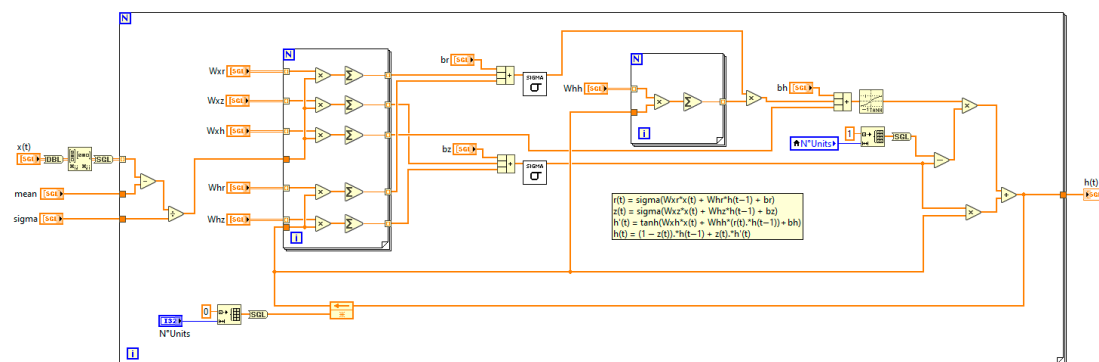 N
N
Wxr
[SGL]
br
[SGL]
SIGMA
σ
N
Whh
[SGL]
bh
[SGL]
TANH
Wxz
[SGL]
Wxh
[SGL]
1
SGL
N°Units
x(t)
[SGL]
DBL
SGL
bz
[SGL]
SIGMA
σ
i
mean
[SGL]
Whr
[SGL]
h(t)
sigma
[SGL]
Whz
[SGL]
i
r(t) = sigma(Wxr*x(t) + Whr*h(t−1) + br)
z(t) = sigma(Wxz*x(t) + Whz*h(t−1) + bz)
h'(t) = tanh(Wxh*x(t) + Whh*(r(t).*h(t−1))+bh)
h(t) = (1 − z(t)).*h(t−1) + z(t).*h'(t)
0
SGL
I32
N°Units
i